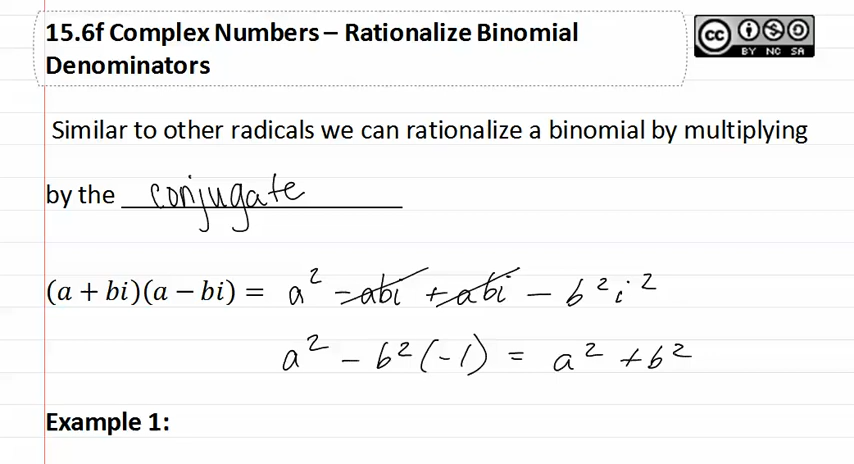 15.6f Complex Numbers – Rationalize Binomial
Denominators
cc BY NC SA
Similar to other radicals we can rationalize a binomial by multiplying
by the conjugate
(a + bi)(a − bi) = a² − abi + abi − b²i²
a² − b²(−1) = a² + b²
Example 1: